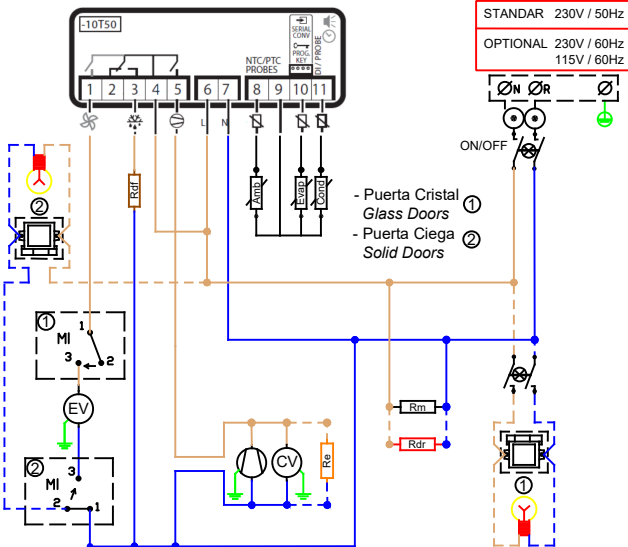 -10T50
SERIAL
CONV
PROG.
KEY
DI / PROBE
NTC/PTC
PROBES
1 2 3 4 5 6 7 8 9 10 11
L N
STANDAR 230V / 50Hz
OPTIONAL 230V / 60Hz
115V / 60Hz
ØN ØR Ø
ON/OFF
Rdf
Amb
Evap
Cond
- Puerta Cristal
Glass Doors 1
- Puerta Ciega
Solid Doors 2
2
1
MI
1
3 2
EV
2
MI
3
2 1
CV
Re
Rm
Rdr
1